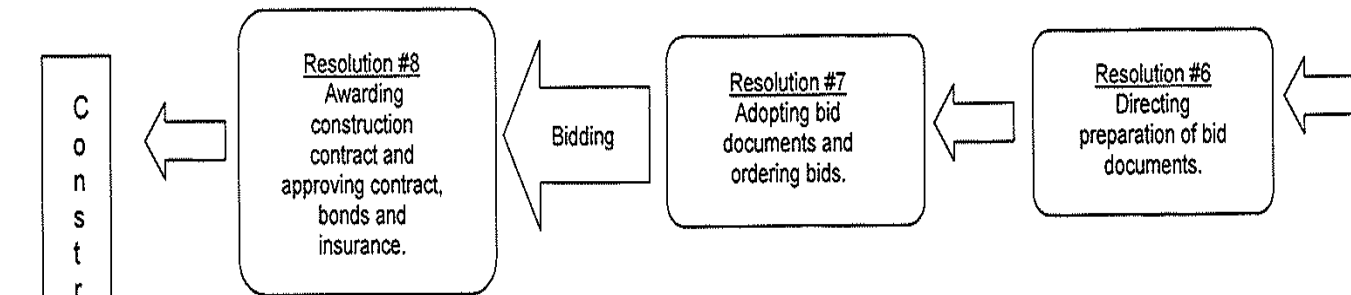 C
o
n
s
t
r
Resolution #8
Awarding
construction
contract and
approving contract,
bonds and
insurance.
Bidding
Resolution #7
Adopting bid
documents and
ordering bids.
Resolution #6
Directing
preparation of bid
documents.